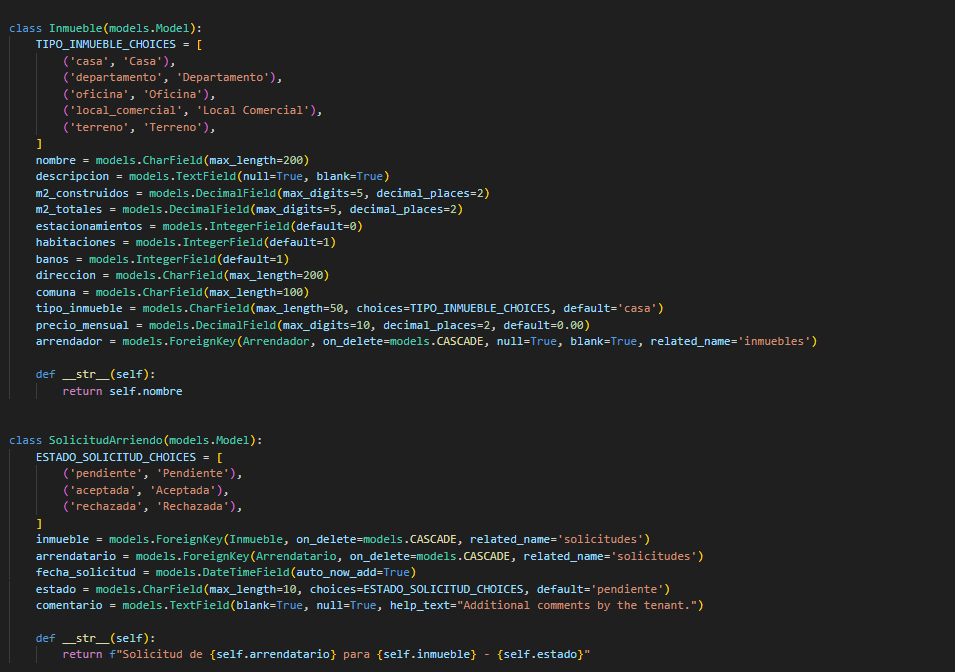 class Inmueble(models.Model):
    TIPO_INMUEBLE_CHOICES = [
        ('casa', 'Casa'),
        ('departamento', 'Departamento'),
        ('oficina', 'Oficina'),
        ('local_comercial', 'Local Comercial'),
        ('terreno', 'Terreno'),
    ]
    nombre = models.CharField(max_length=200)
    descripcion = models.TextField(null=True, blank=True)
    m2_construidos = models.DecimalField(max_digits=5, decimal_places=2)
    m2_totales = models.DecimalField(max_digits=5, decimal_places=2)
    estacionamientos = models.IntegerField(default=0)
    habitaciones = models.IntegerField(default=1)
    banos = models.IntegerField(default=1)
    direccion = models.CharField(max_length=200)
    comuna = models.CharField(max_length=100)
    tipo_inmueble = models.CharField(max_length=50, choices=TIPO_INMUEBLE_CHOICES, default='casa')
    precio_mensual = models.DecimalField(max_digits=10, decimal_places=2, default=0.00)
    arrendador = models.ForeignKey(Arrendador, on_delete=models.CASCADE, null=True, blank=True, related_name='inmuebles')

    def __str__(self):
        return self.nombre


class SolicitudArriendo(models.Model):
    ESTADO_SOLICITUD_CHOICES = [
        ('pendiente', 'Pendiente'),
        ('aceptada', 'Aceptada'),
        ('rechazada', 'Rechazada'),
    ]
    inmueble = models.ForeignKey(Inmueble, on_delete=models.CASCADE, related_name='solicitudes')
    arrendatario = models.ForeignKey(Arrendatario, on_delete=models.CASCADE, related_name='solicitudes')
    fecha_solicitud = models.DateTimeField(auto_now_add=True)
    estado = models.CharField(max_length=10, choices=ESTADO_SOLICITUD_CHOICES, default='pendiente')
    comentario = models.TextField(blank=True, null=True, help_text="Additional comments by the tenant.")

    def __str__(self):
        return f"Solicitud de {self.arrendatario} para {self.inmueble} - {self.estado}"